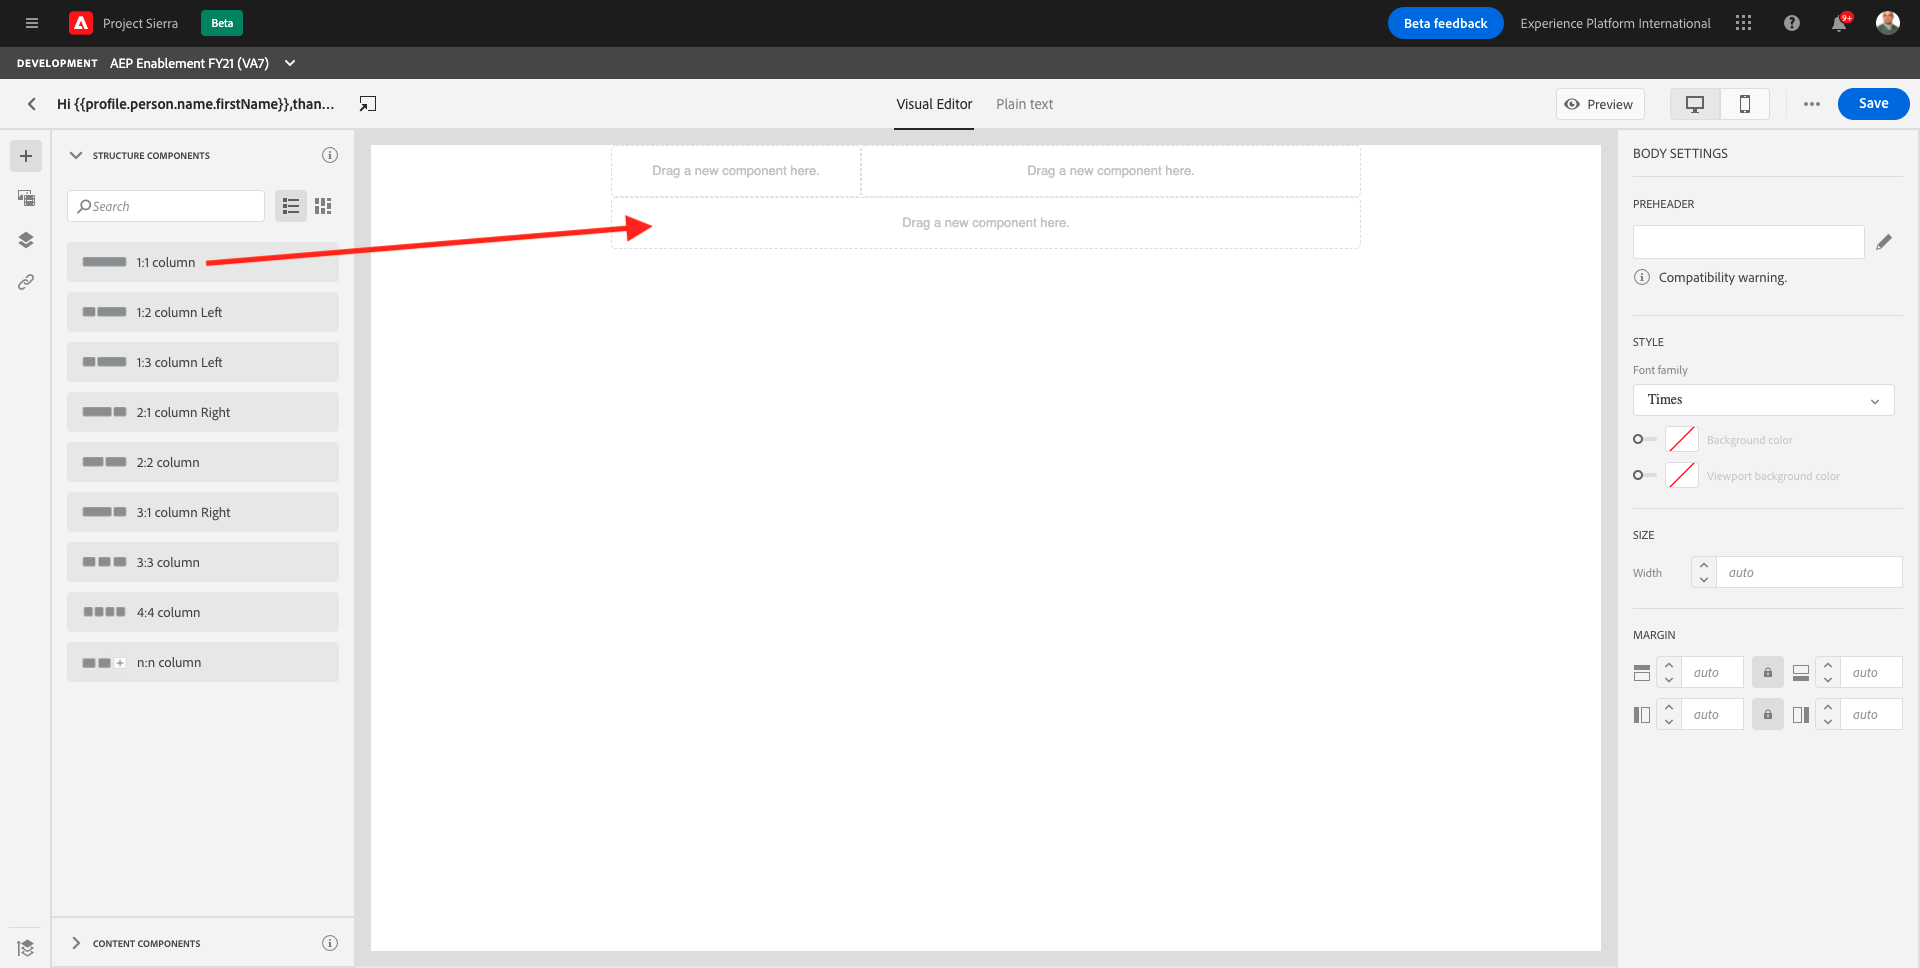 Project Sierra
Beta
Beta feedback
Experience Platform International
9+
DEVELOPMENT AEP Enablement FY21 (VA7)
Hi {{profile.person.name.firstName}},than...
Visual Editor
Plain text
Preview
Save
STRUCTURE COMPONENTS
Search
1:1 column
1:2 column Left
1:3 column Left
2:1 column Right
2:2 column
3:1 column Right
3:3 column
4:4 column
n:n column
CONTENT COMPONENTS
Drag a new component here.
Drag a new component here.
Drag a new component here.
BODY SETTINGS
PREHEADER
Compatibility warning.
STYLE
Font family
Times
Background color
Viewport background color
SIZE
Width
auto
MARGIN
auto
auto
auto
auto